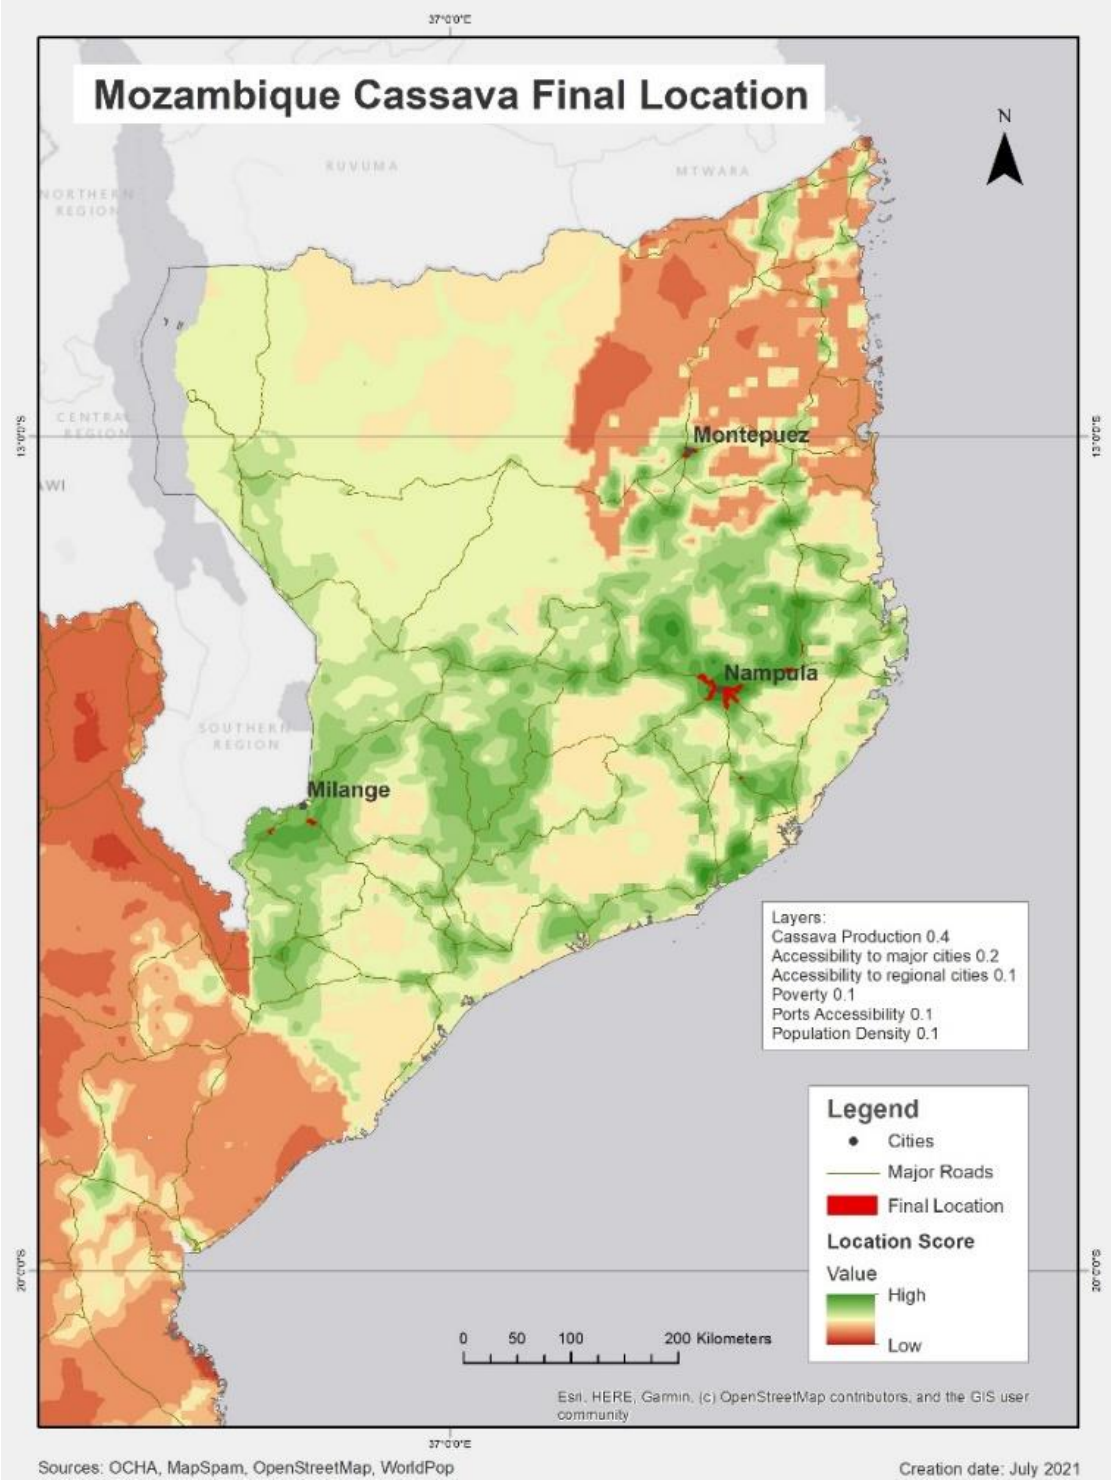 37°0'0"E
Mozambique Cassava Final Location
N
RUVUMA
MTWARA
NORTHERN
REGION
CENTRAL
REGION
13°0'0"S
13°0'0"S
Montepuez
Nampula
SOUTHERN
REGION
Milange
Layers:
Cassava Production 0.4
Accessibility to major cities 0.2
Accessibility to regional cities 0.1
Poverty 0.1
Ports Accessibility 0.1
Population Density 0.1
Legend
Cities
Major Roads
Final Location
Location Score
Value
High
Low
20°0'0"S
20°0'0"S
0 50 100 200 Kilometers
Esri, HERE, Garmin, (c) OpenStreetMap contributors, and the GIS user
community
37°0'0"E
Sources: OCHA, MapSpam, OpenStreetMap, WorldPop
Creation date: July 2021